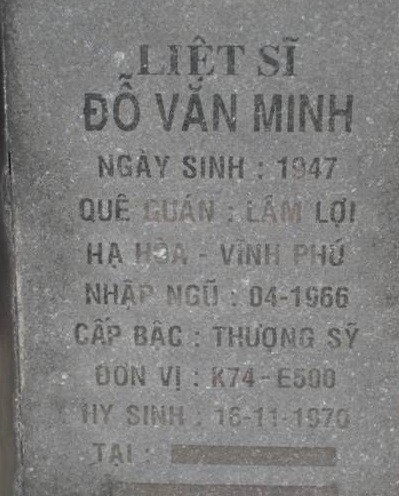 LIỆT SĨ
ĐỖ VĂN MINH
NGÀY SINH : 1947
QUÊ QUÁN : LÂM LỢI
HẠ HÒA - VĨNH PHÚ
NHẬP NGŨ : 04-1966
CẤP BẬC : THƯỢNG SỸ
ĐƠN VỊ : K74-E500
HY SINH : 16-11-1970
TẠI :